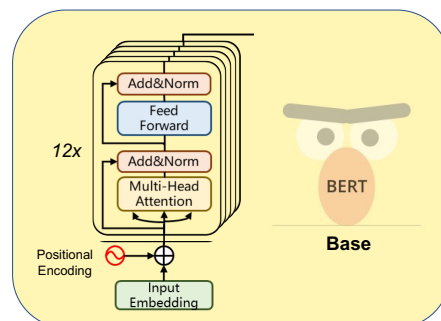 Add&Norm
Feed
Forward
12x
Add&Norm
Multi-Head
Attention
Positional
Encoding
Input
Embedding
BERT
Base